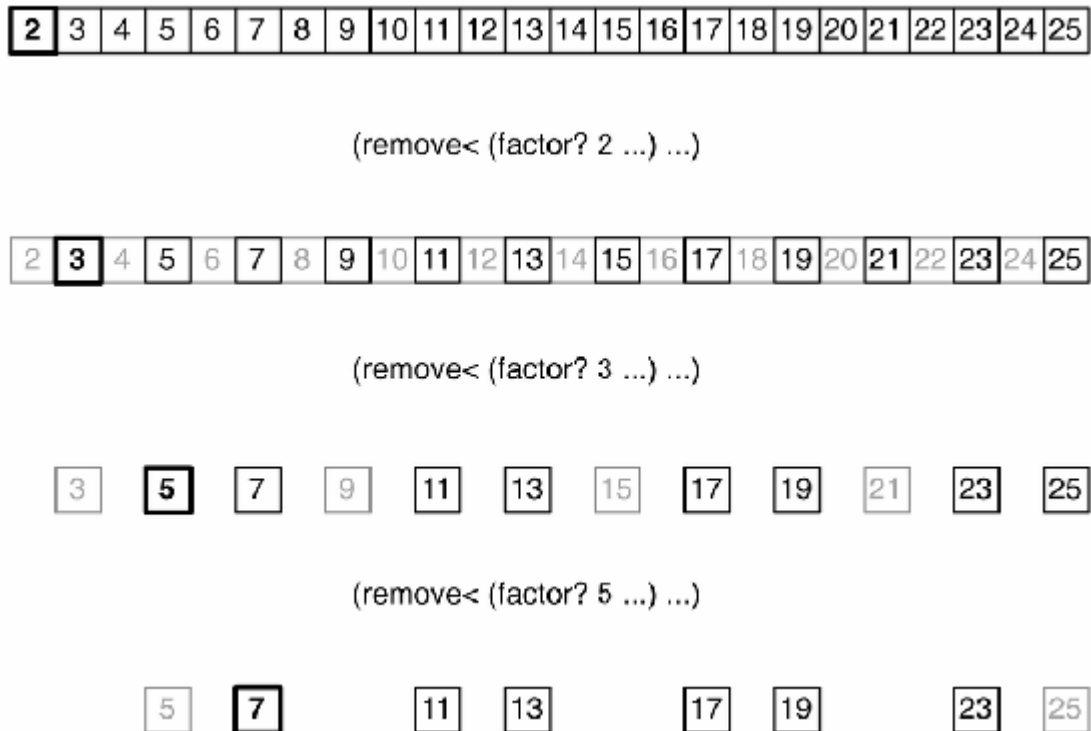 2 3 4 5 6 7 8 9 10 11 12 13 14 15 16 17 18 19 20 21 22 23 24 25
(remove< (factor? 2 ...) ...)
2 3 4 5 6 7 8 9 10 11 12 13 14 15 16 17 18 19 20 21 22 23 24 25
(remove< (factor? 3 ...) ...)
3 5 7 9 11 13 15 17 19 21 23 25
(remove< (factor? 5 ...) ...)
5 7 11 13 17 19 23 25